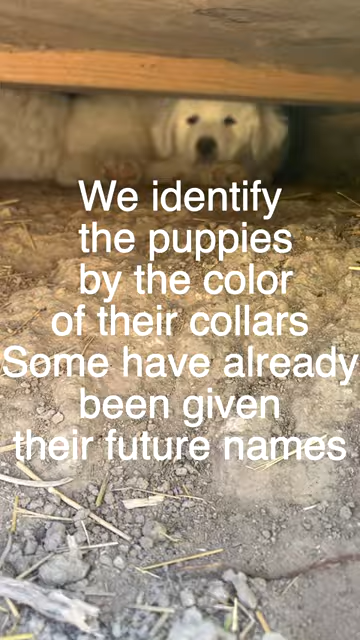 We identify
the puppies
by the color
of their collars
Some have already
been given
their future names